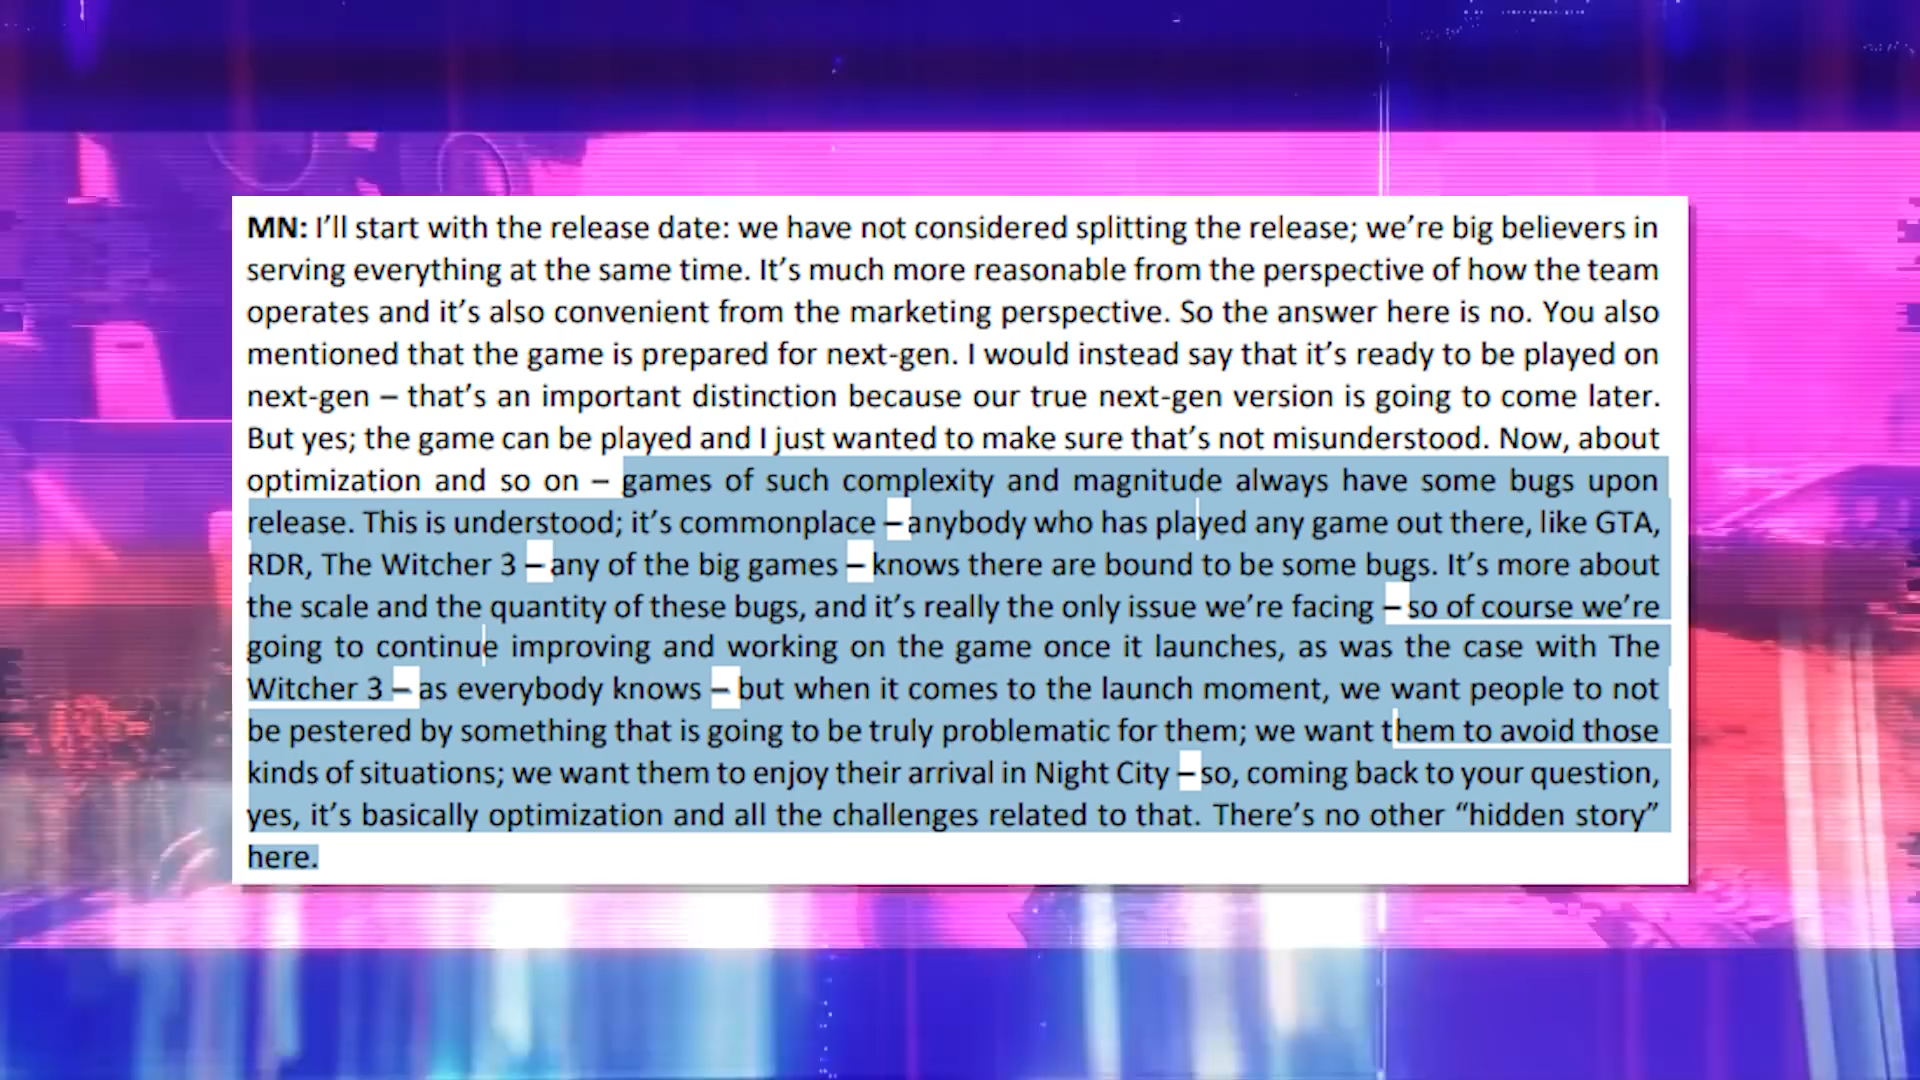 MN: I’ll start with the release date: we have not considered splitting the release; we’re big believers in
serving everything at the same time. It’s much more reasonable from the perspective of how the team
operates and it’s also convenient from the marketing perspective. So the answer here is no. You also
mentioned that the game is prepared for next-gen. I would instead say that it’s ready to be played on
next-gen – that’s an important distinction because our true next-gen version is going to come later.
But yes; the game can be played and I just wanted to make sure that’s not misunderstood. Now, about
optimization and so on – games of such complexity and magnitude always have some bugs upon
release. This is understood; it’s commonplace – anybody who has played any game out there, like GTA,
RDR, The Witcher 3 – any of the big games – knows there are bound to be some bugs. It’s more about
the scale and the quantity of these bugs, and it’s really the only issue we’re facing – so of course we’re
going to continue improving and working on the game once it launches, as was the case with The
Witcher 3 – as everybody knows – but when it comes to the launch moment, we want people to not
be pestered by something that is going to be truly problematic for them; we want them to avoid those
kinds of situations; we want them to enjoy their arrival in Night City – so, coming back to your question,
yes, it’s basically optimization and all the challenges related to that. There’s no other “hidden story”
here.